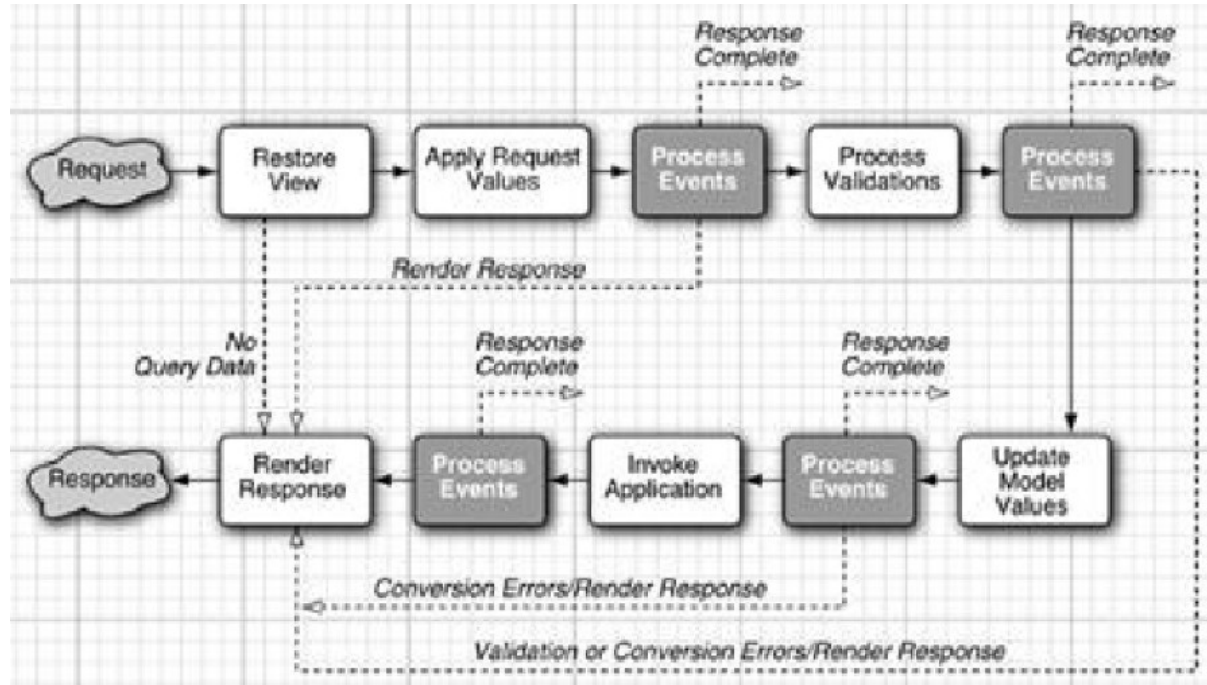 Response
Complete
Response
Complete
Request
Restore
View
Apply Request
Values
Process
Events
Process
Validations
Process
Events
Render Response
No
Query Data
Response
Complete
Response
Complete
Response
Render
Response
Process
Events
Invoke
Application
Process
Events
Update
Model
Values
Conversion Errors/Render Response
Validation or Conversion Errors/Render Response